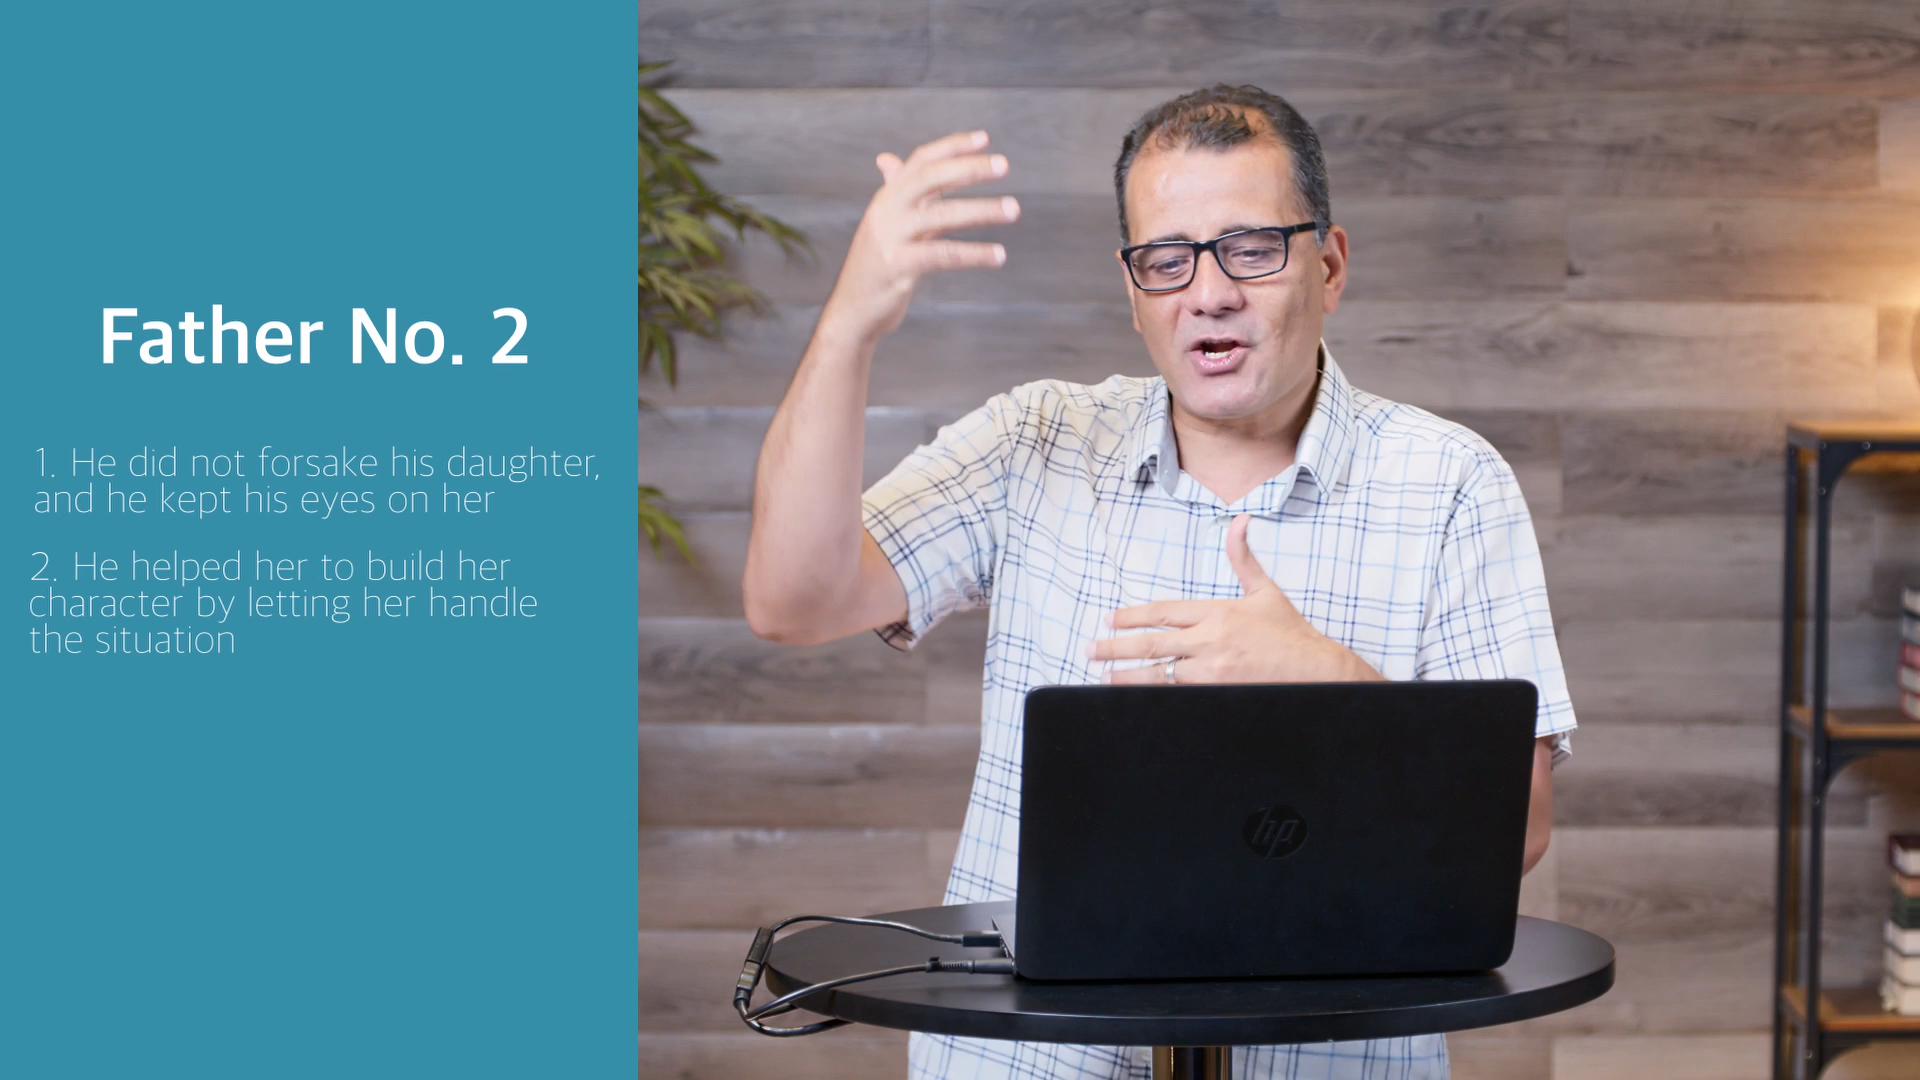 Father No. 2
1. He did not forsake his daughter,
and he kept his eyes on her
2. He helped her to build her
character by letting her handle
the situation
hp